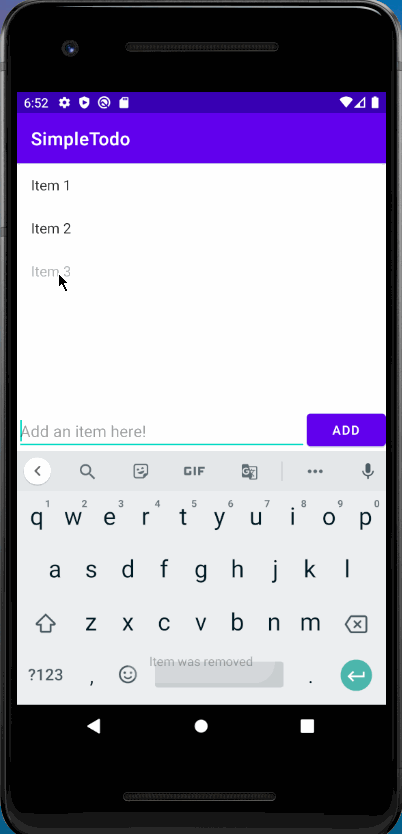 6:52
SimpleTodo
Item 1
Item 2
Item 3
Add an item here!
ADD
GIF
1 2 3 4 5 6 7 8 9 0
q w e r t y u i o p
a s d f g h j k l
z x c v b n m
Item was removed
?123 , .